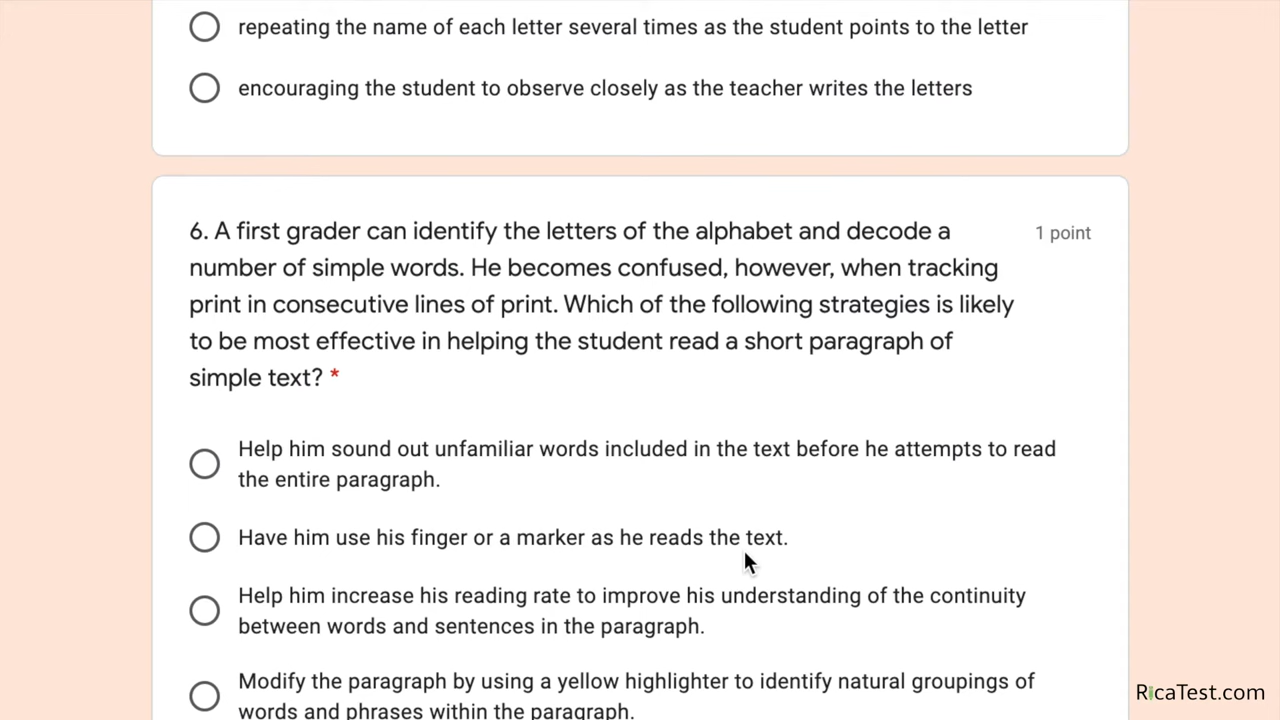 repeating the name of each letter several times as the student points to the letter
encouraging the student to observe closely as the teacher writes the letters
6. A first grader can identify the letters of the alphabet and decode a
1 point
number of simple words. He becomes confused, however, when tracking
print in consecutive lines of print. Which of the following strategies is likely
to be most effective in helping the student read a short paragraph of
simple text? *
Help him sound out unfamiliar words included in the text before he attempts to read
the entire paragraph.
Have him use his finger or a marker as he reads the text.
Help him increase his reading rate to improve his understanding of the continuity
between words and sentences in the paragraph.
Modify the paragraph by using a yellow highlighter to identify natural groupings of
words and phrases within the paragraph.
RicaTest.com